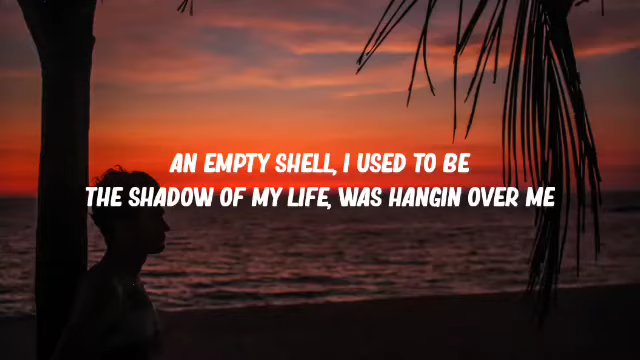 AN EMPTY SHELL, I USED TO BE
THE SHADOW OF MY LIFE, WAS HANGIN OVER ME